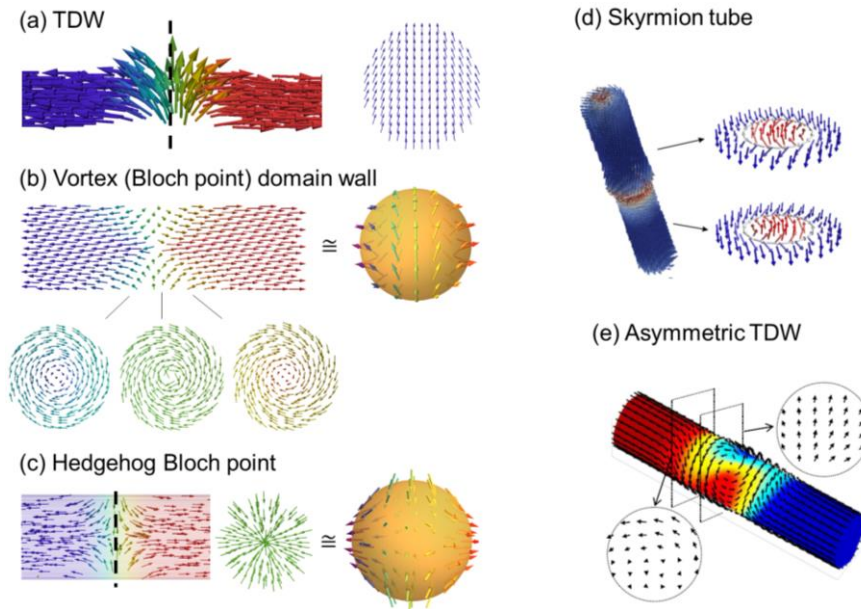 (a) TDW
(b) Vortex (Bloch point) domain wall
≅
(c) Hedgehog Bloch point
≅
(d) Skyrmion tube
(e) Asymmetric TDW